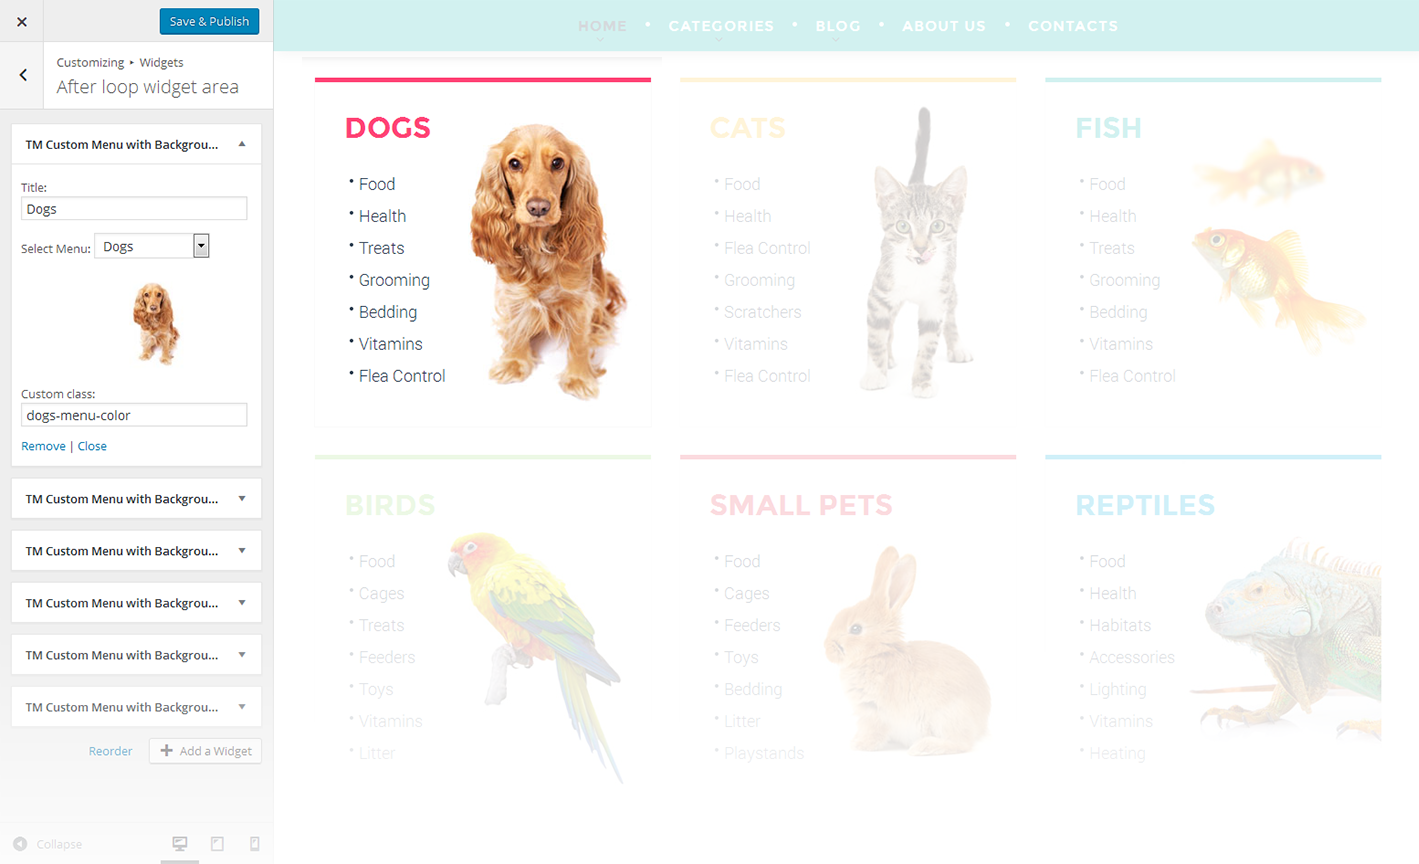 Save & Publish
Customizing ▸ Widgets
After loop widget area
TM Custom Menu with Backgrou...
Title:
Dogs
Select Menu: Dogs
Custom class:
dogs-menu-color
Remove | Close
TM Custom Menu with Backgrou...
TM Custom Menu with Backgrou...
TM Custom Menu with Backgrou...
TM Custom Menu with Backgrou...
TM Custom Menu with Backgrou...
Reorder
Add a Widget
Collapse
HOME • CATEGORIES • BLOG • ABOUT US • CONTACTS
DOGS
• Food
• Health
• Treats
• Grooming
• Bedding
• Vitamins
• Flea Control
CATS
• Food
• Health
• Flea Control
• Grooming
• Scratchers
• Vitamins
• Flea Control
FISH
• Food
• Health
• Treats
• Grooming
• Bedding
• Vitamins
• Flea Control
BIRDS
• Food
• Cages
• Treats
• Feeders
• Toys
• Vitamins
• Litter
SMALL PETS
• Food
• Cages
• Feeders
• Toys
• Bedding
• Litter
• Playstands
REPTILES
• Food
• Health
• Habitats
• Accessories
• Lighting
• Vitamins
• Heating